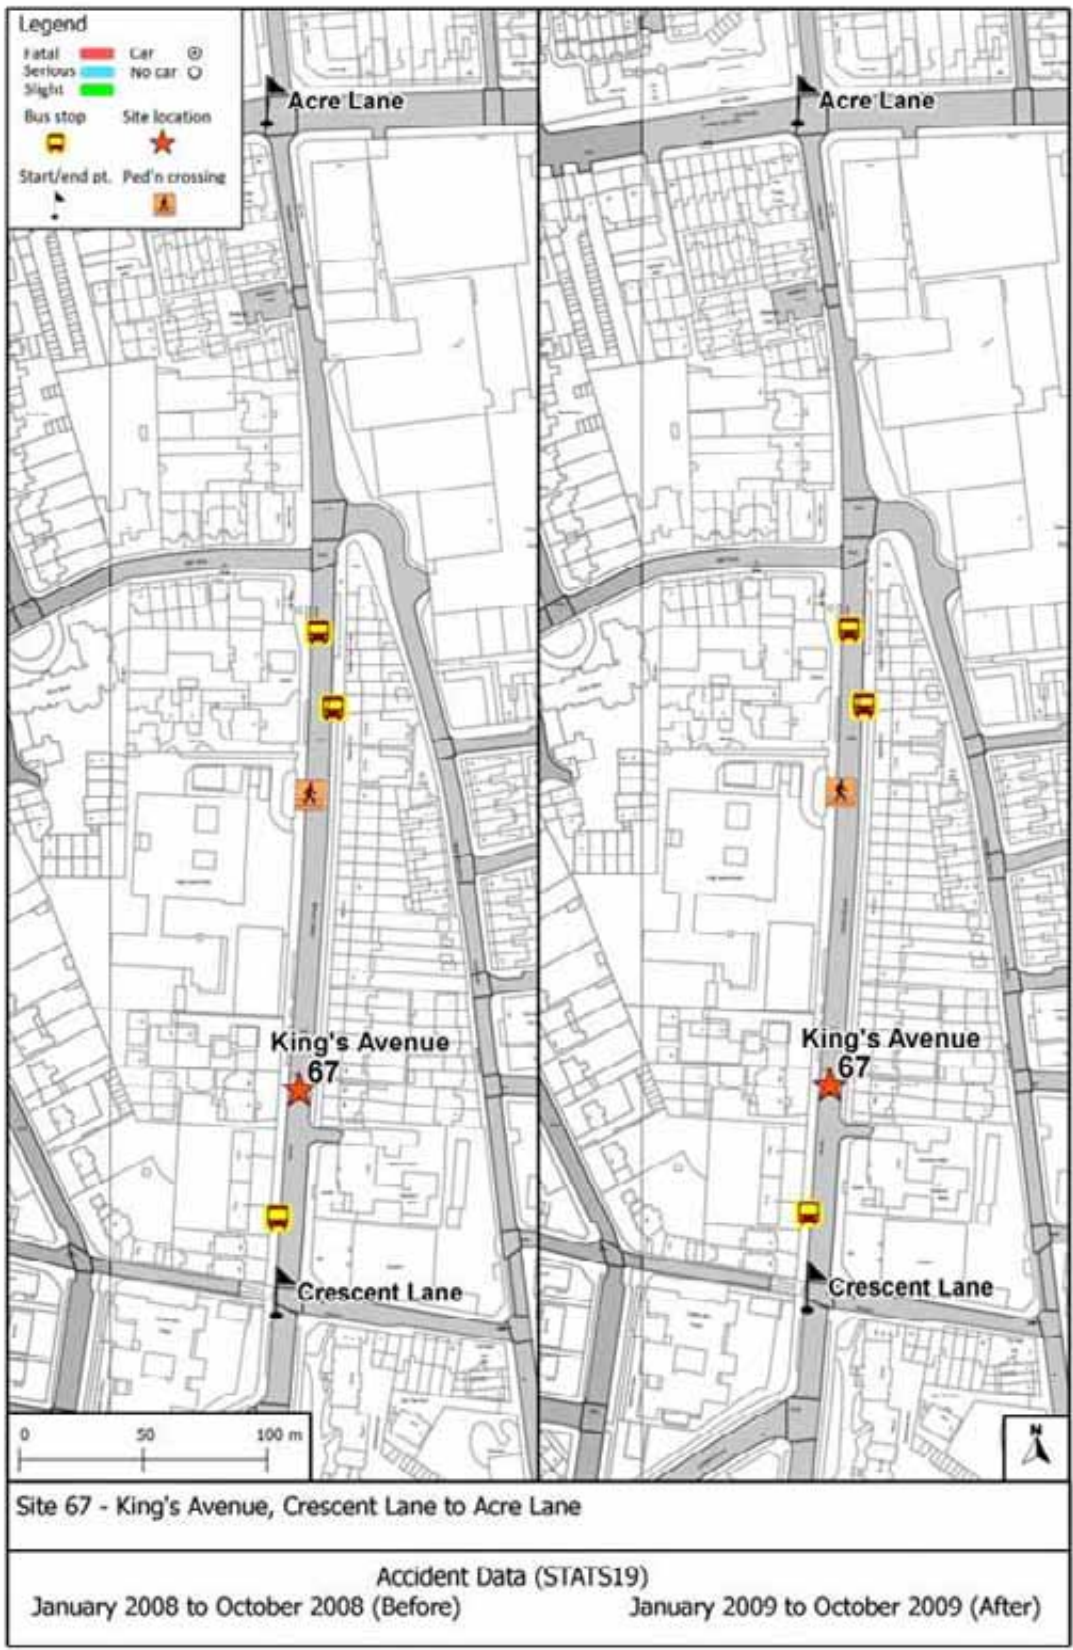 Legend
Fatal
Car
Serious
No car
Slight
Bus stop
Site location
Start/end pt.
Ped'n crossing
Acre Lane
Acre Lane
King's Avenue
67
King's Avenue
67
Crescent Lane
Crescent Lane
0 50 100 m
N
Site 67 - King's Avenue, Crescent Lane to Acre Lane
Accident Data (STATS19)
January 2008 to October 2008 (Before)
January 2009 to October 2009 (After)